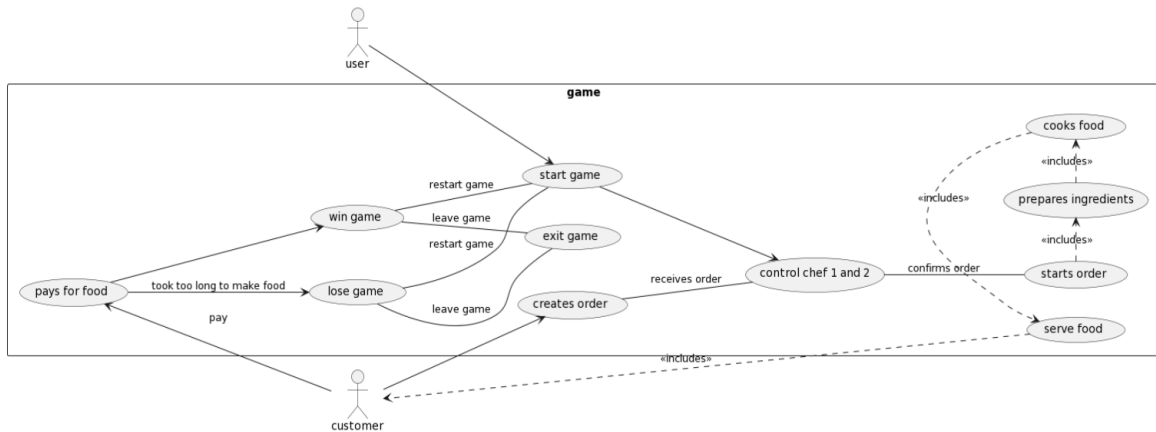 user
game
cooks food
«includes»
start game
restart game
prepares ingredients
«includes»
win game
leave game
exit game
«includes»
restart game
control chef 1 and 2
confirms order
starts order
receives order
pays for food
took too long to make food
lose game
creates order
leave game
pay
serve food
«includes»
customer